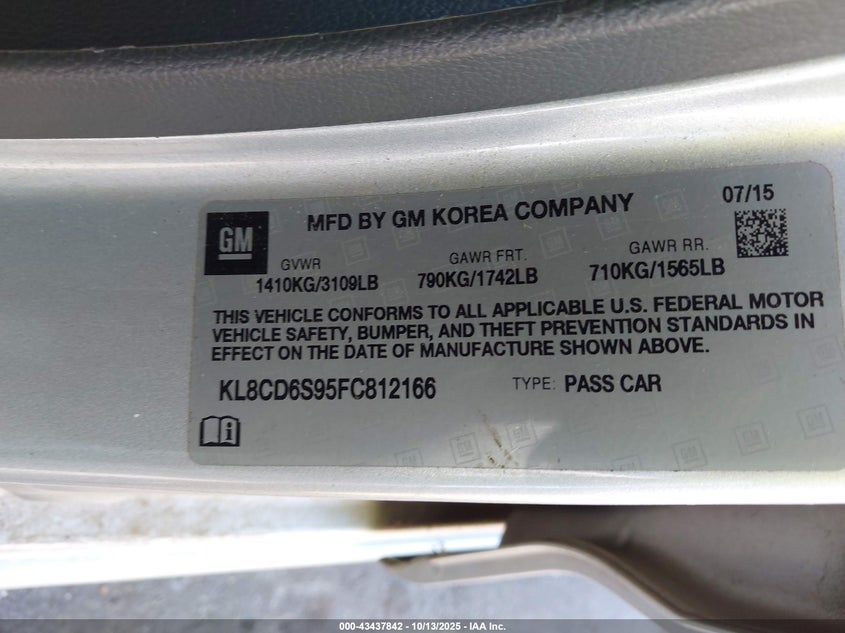 MFD BY GM KOREA COMPANY
07/15
GM
GVWR
GAWR FRT.
GAWR RR.
1410KG/3109LB
790KG/1742LB
710KG/1565LB
THIS VEHICLE CONFORMS TO ALL APPLICABLE U.S. FEDERAL MOTOR
VEHICLE SAFETY, BUMPER, AND THEFT PREVENTION STANDARDS IN
EFFECT ON THE DATE OF MANUFACTURE SHOWN ABOVE.
KL8CD6S95FC812166
TYPE: PASS CAR
000-43437842 - 10/13/2025 - IAA Inc.